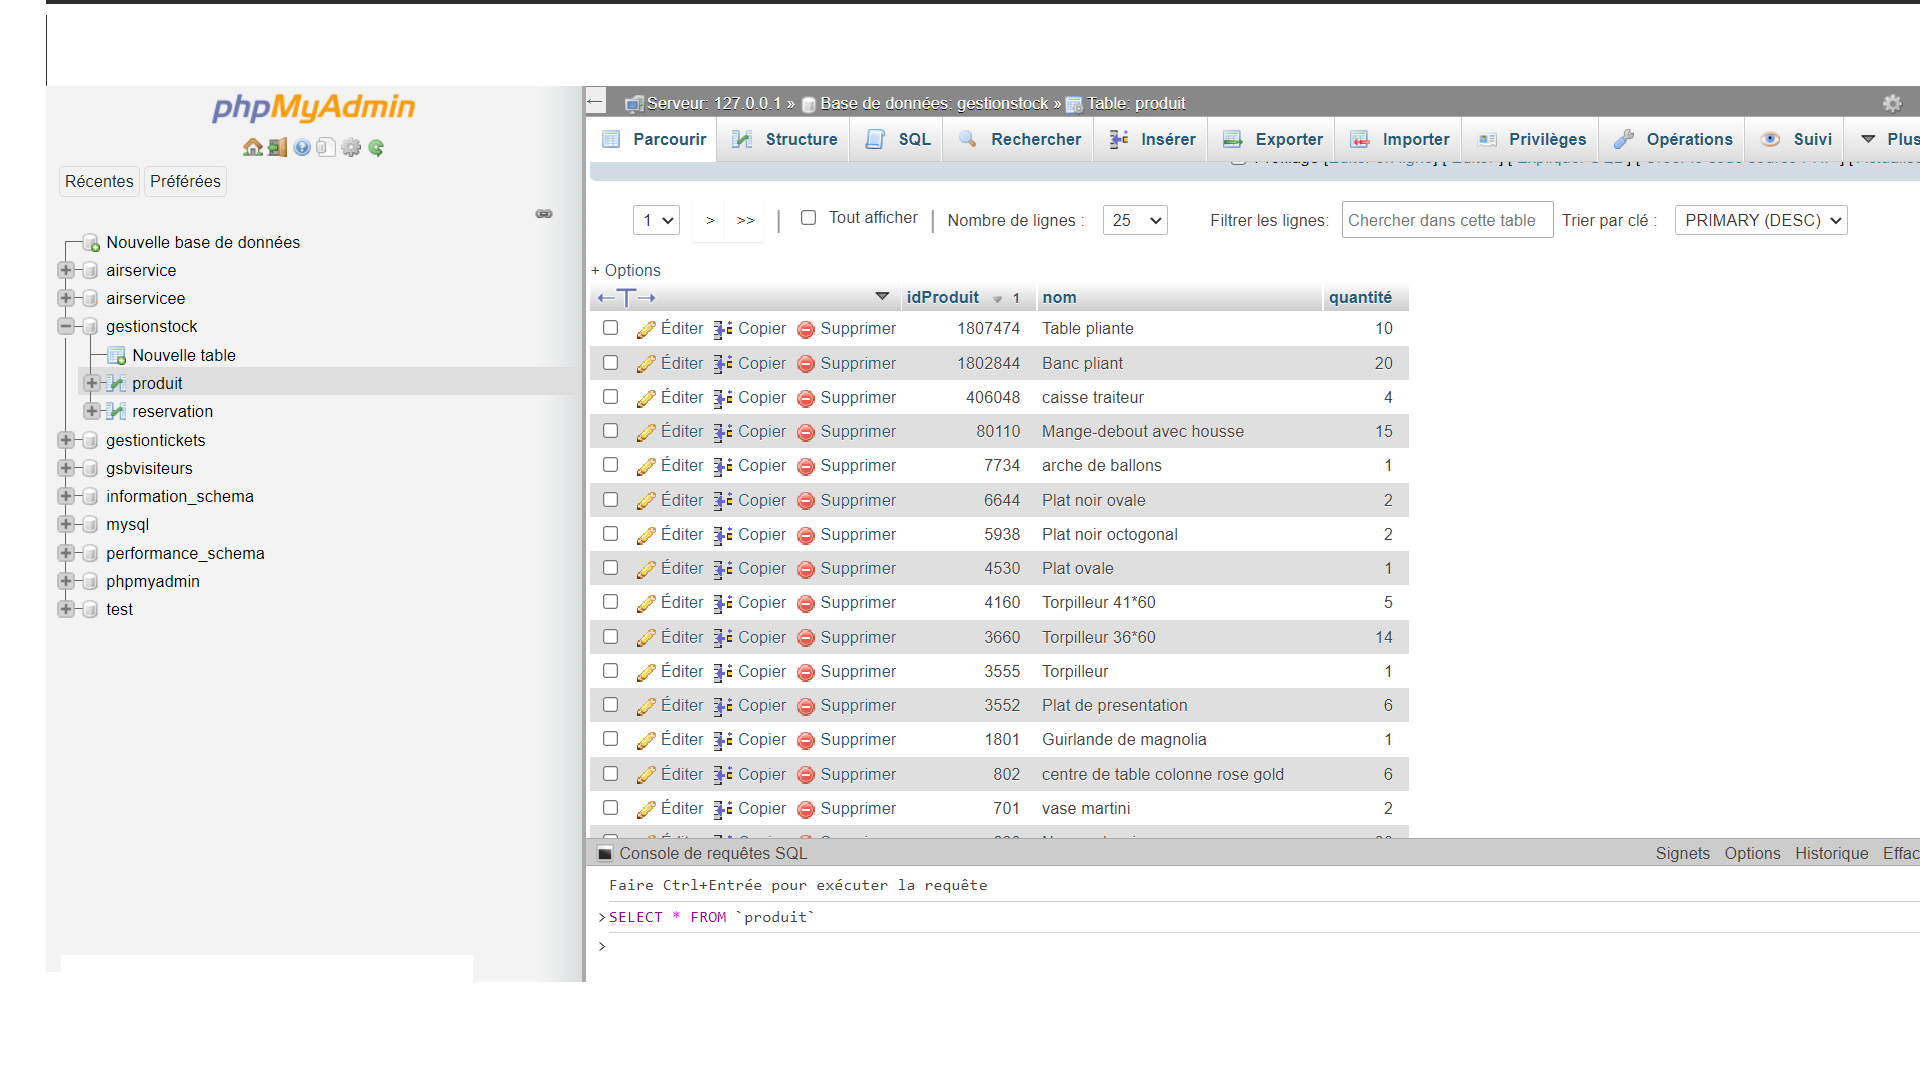 phpMyAdmin
Récentes Préférées
Nouvelle base de données
airservice
airservicee
gestionstock
Nouvelle table
produit
reservation
gestiontickets
gsbvisiteurs
information_schema
mysql
performance_schema
phpmyadmin
test
← Serveur: 127.0.0.1 » Base de données: gestionstock » Table: produit
Parcourir Structure SQL Rechercher Insérer Exporter Importer Privilèges Opérations Suivi Plus
1 > >> | Tout afficher | Nombre de lignes : 25 Filtrer les lignes: Chercher dans cette table Trier par clé : PRIMARY (DESC)
+ Options
←T→ idProduit 1 nom quantité
Éditer Copier Supprimer 1807474 Table pliante 10
Éditer Copier Supprimer 1802844 Banc pliant 20
Éditer Copier Supprimer 406048 caisse traiteur 4
Éditer Copier Supprimer 80110 Mange-debout avec housse 15
Éditer Copier Supprimer 7734 arche de ballons 1
Éditer Copier Supprimer 6644 Plat noir ovale 2
Éditer Copier Supprimer 5938 Plat noir octogonal 2
Éditer Copier Supprimer 4530 Plat ovale 1
Éditer Copier Supprimer 4160 Torpilleur 41*60 5
Éditer Copier Supprimer 3660 Torpilleur 36*60 14
Éditer Copier Supprimer 3555 Torpilleur 1
Éditer Copier Supprimer 3552 Plat de presentation 6
Éditer Copier Supprimer 1801 Guirlande de magnolia 1
Éditer Copier Supprimer 802 centre de table colonne rose gold 6
Éditer Copier Supprimer 701 vase martini 2
Console de requêtes SQL Signets Options Historique Effac
Faire Ctrl+Entrée pour exécuter la requête
>SELECT * FROM `produit`
>